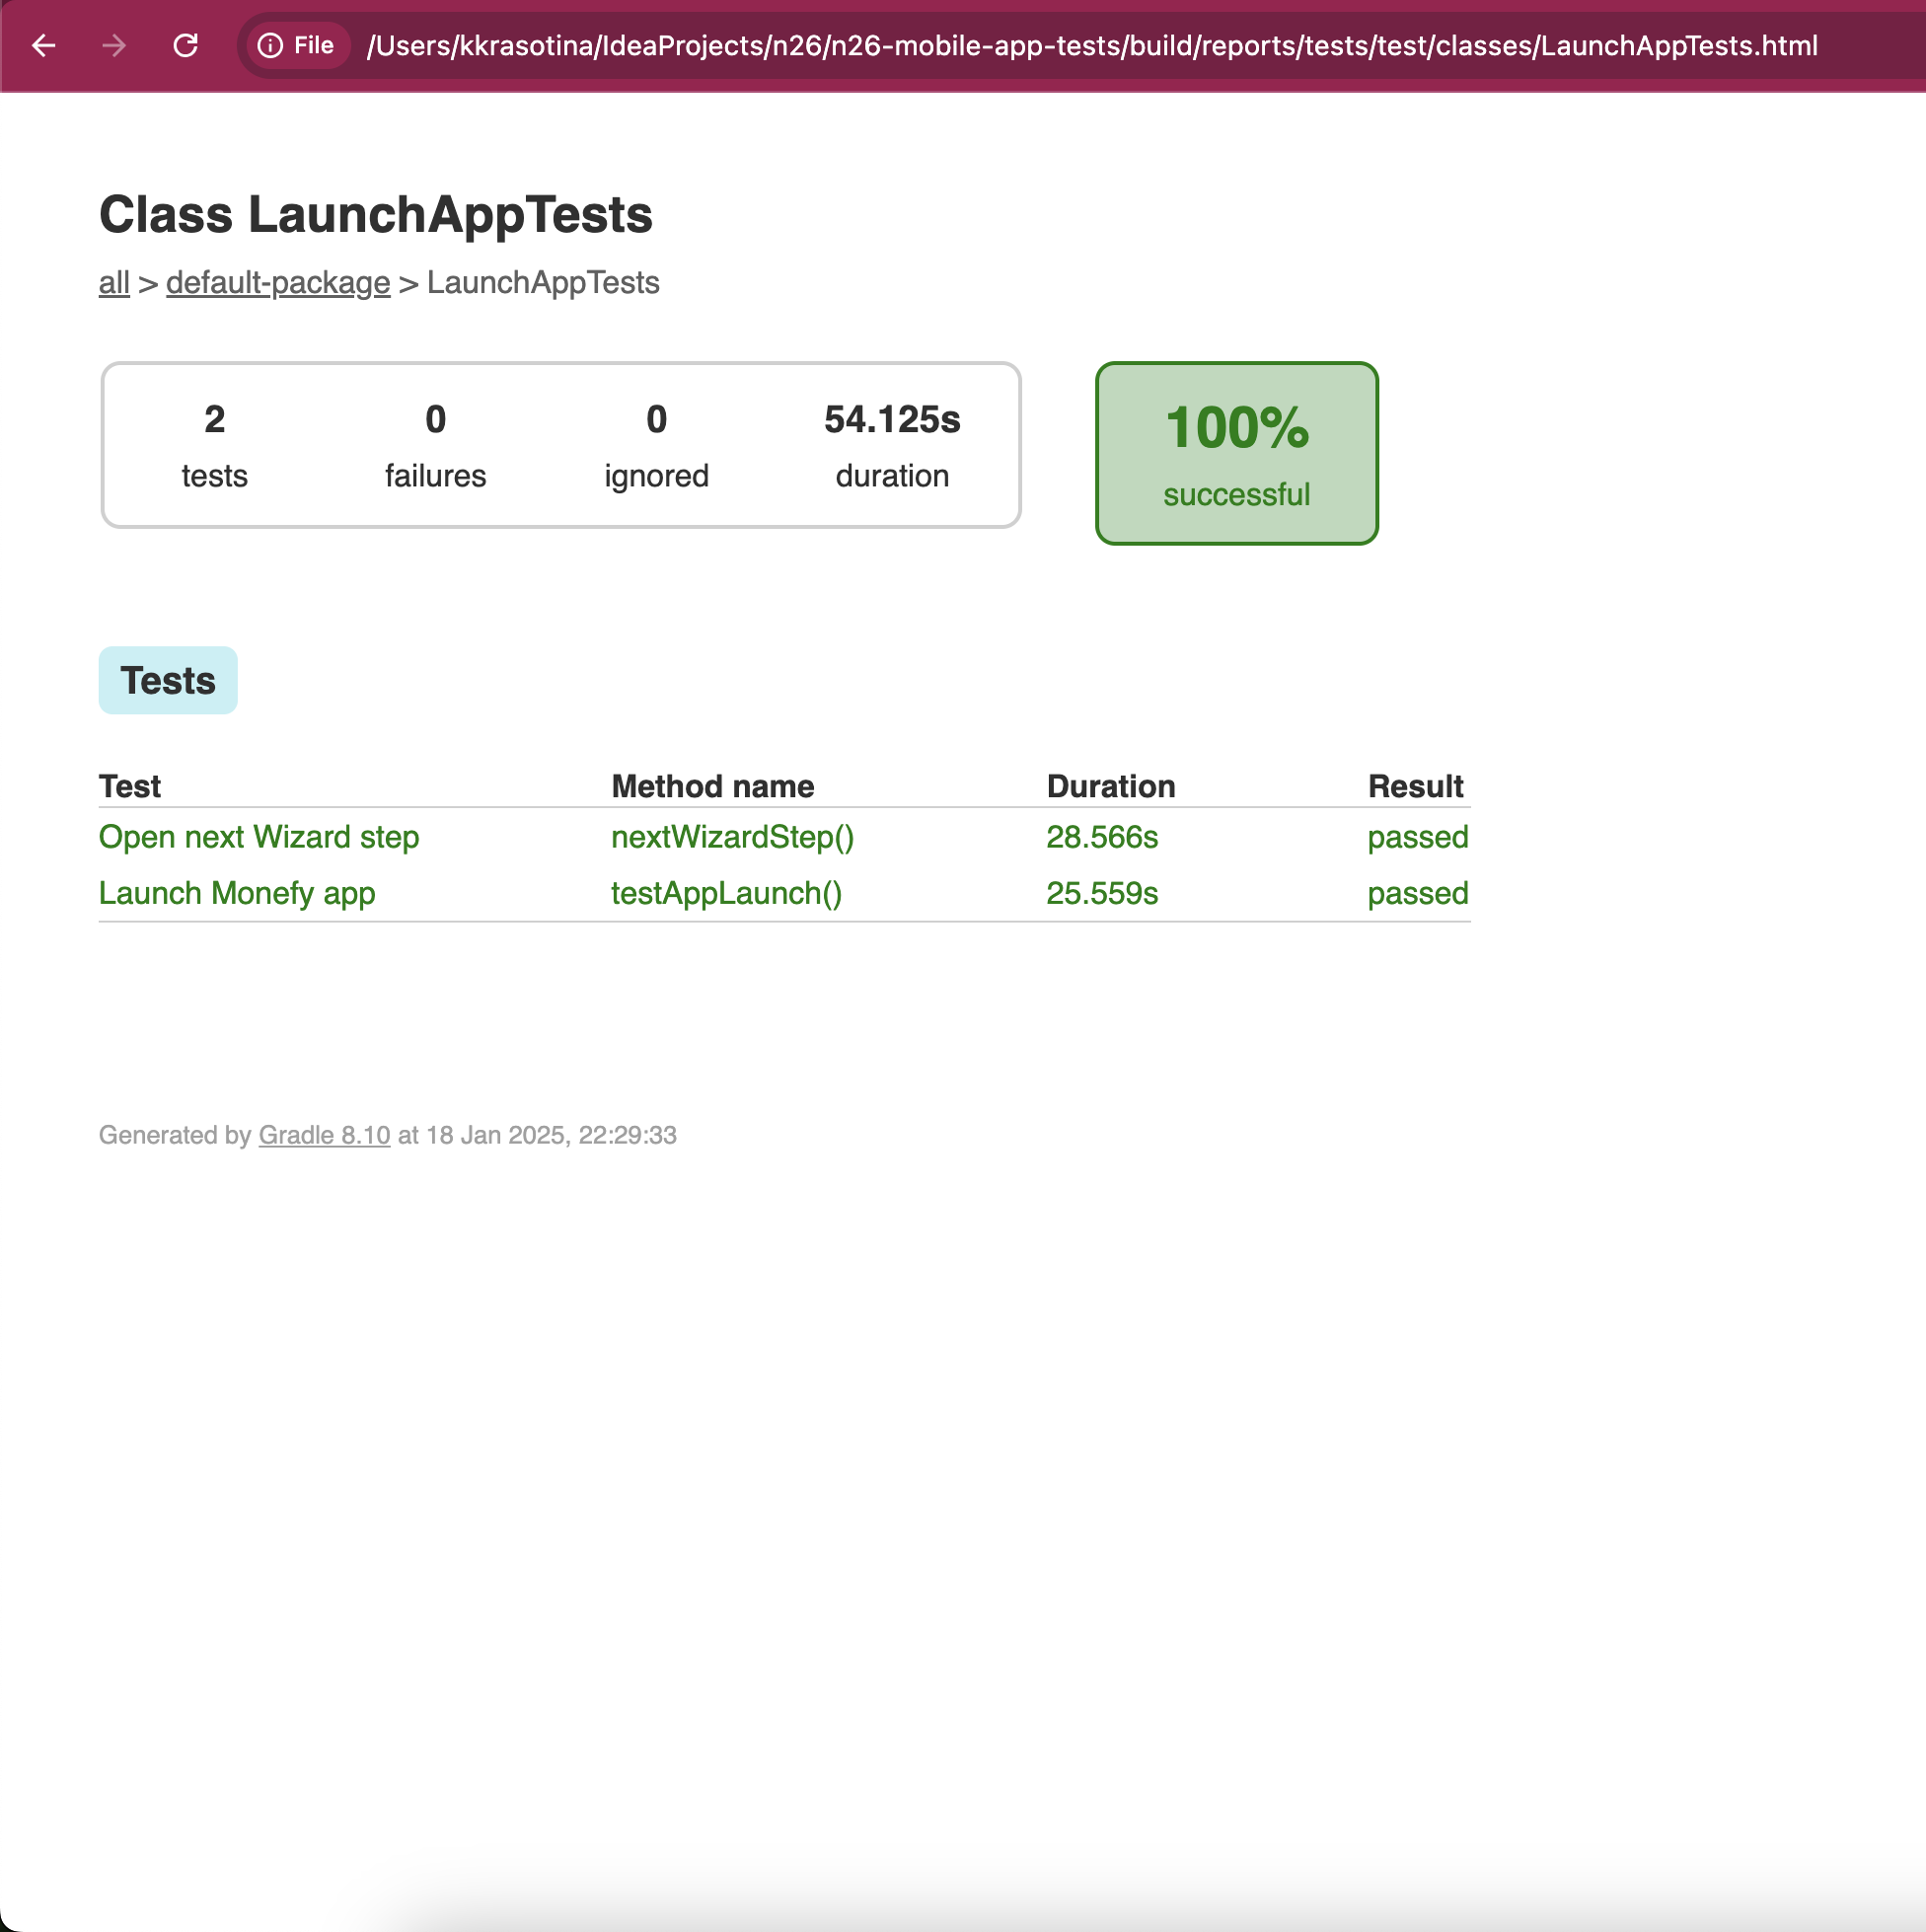 File /Users/kkrasotina/IdeaProjects/n26/n26-mobile-app-tests/build/reports/tests/test/classes/LaunchAppTests.html
Class LaunchAppTests
all > default-package > LaunchAppTests
2 0 0 54.125s
tests failures ignored duration
100%
successful
Tests
Test Method name Duration Result
Open next Wizard step nextWizardStep() 28.566s passed
Launch Monefy app testAppLaunch() 25.559s passed
Generated by Gradle 8.10 at 18 Jan 2025, 22:29:33